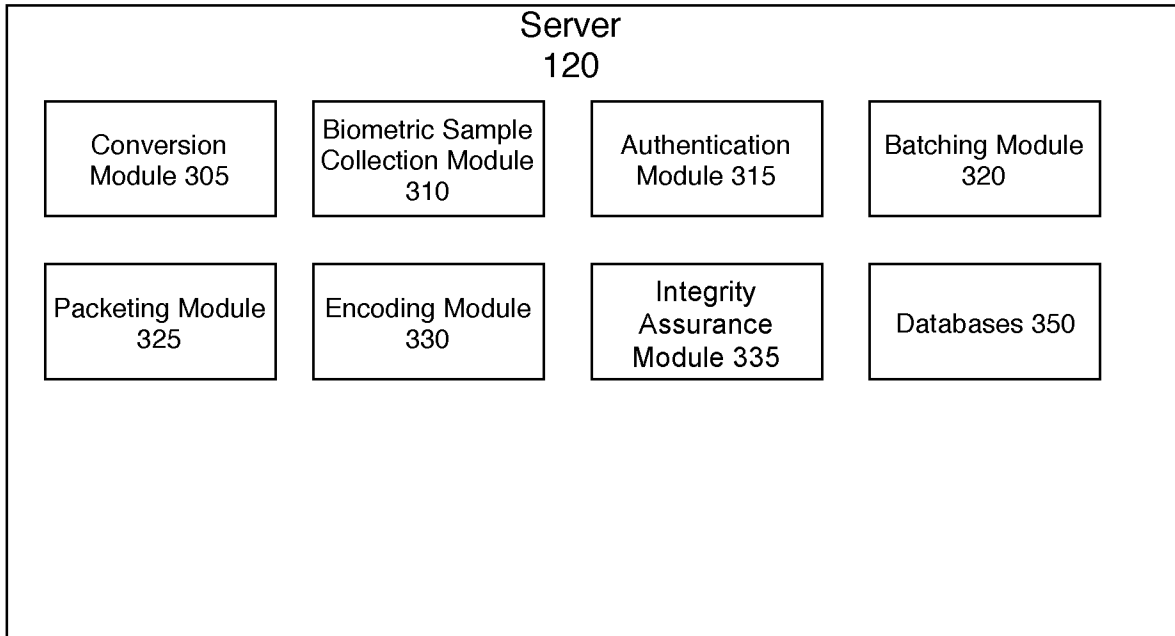 Server
120
Conversion
Module 305
Biometric Sample
Collection Module
310
Authentication
Module 315
Batching Module
320
Packeting Module
325
Encoding Module
330
Integrity
Assurance
Module 335
Databases 350